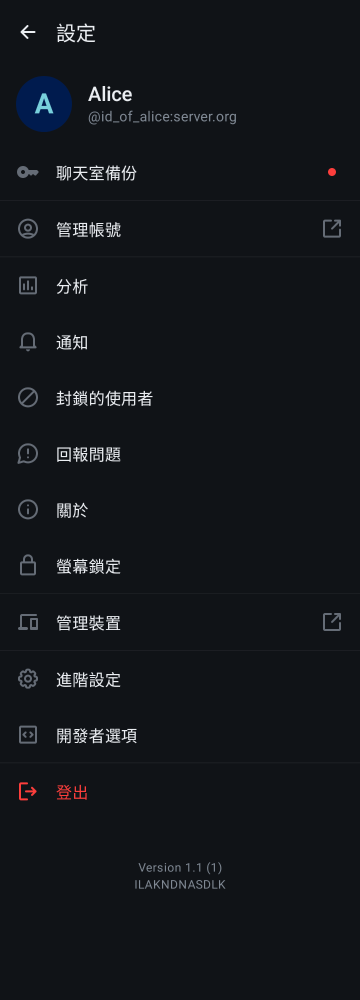 設定
A
Alice
@id_of_alice:server.org
聊天室備份
管理帳號
分析
通知
封鎖的使用者
回報問題
關於
螢幕鎖定
管理裝置
進階設定
開發者選項
登出
Version 1.1 (1)
ILAKNDNASDLK